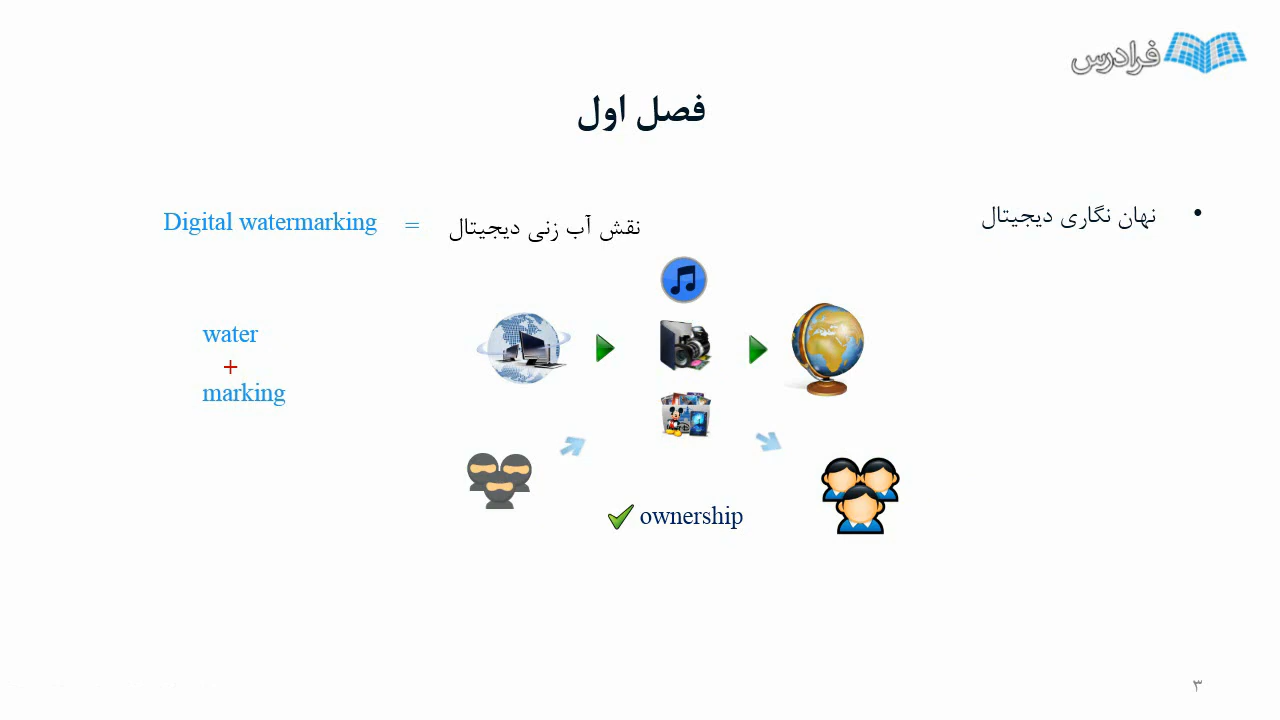 فرادرس
فصل اول
• نهان نگاری دیجیتال
نقش آب زنی دیجیتال = Digital watermarking
water
+
marking
ownership
۳